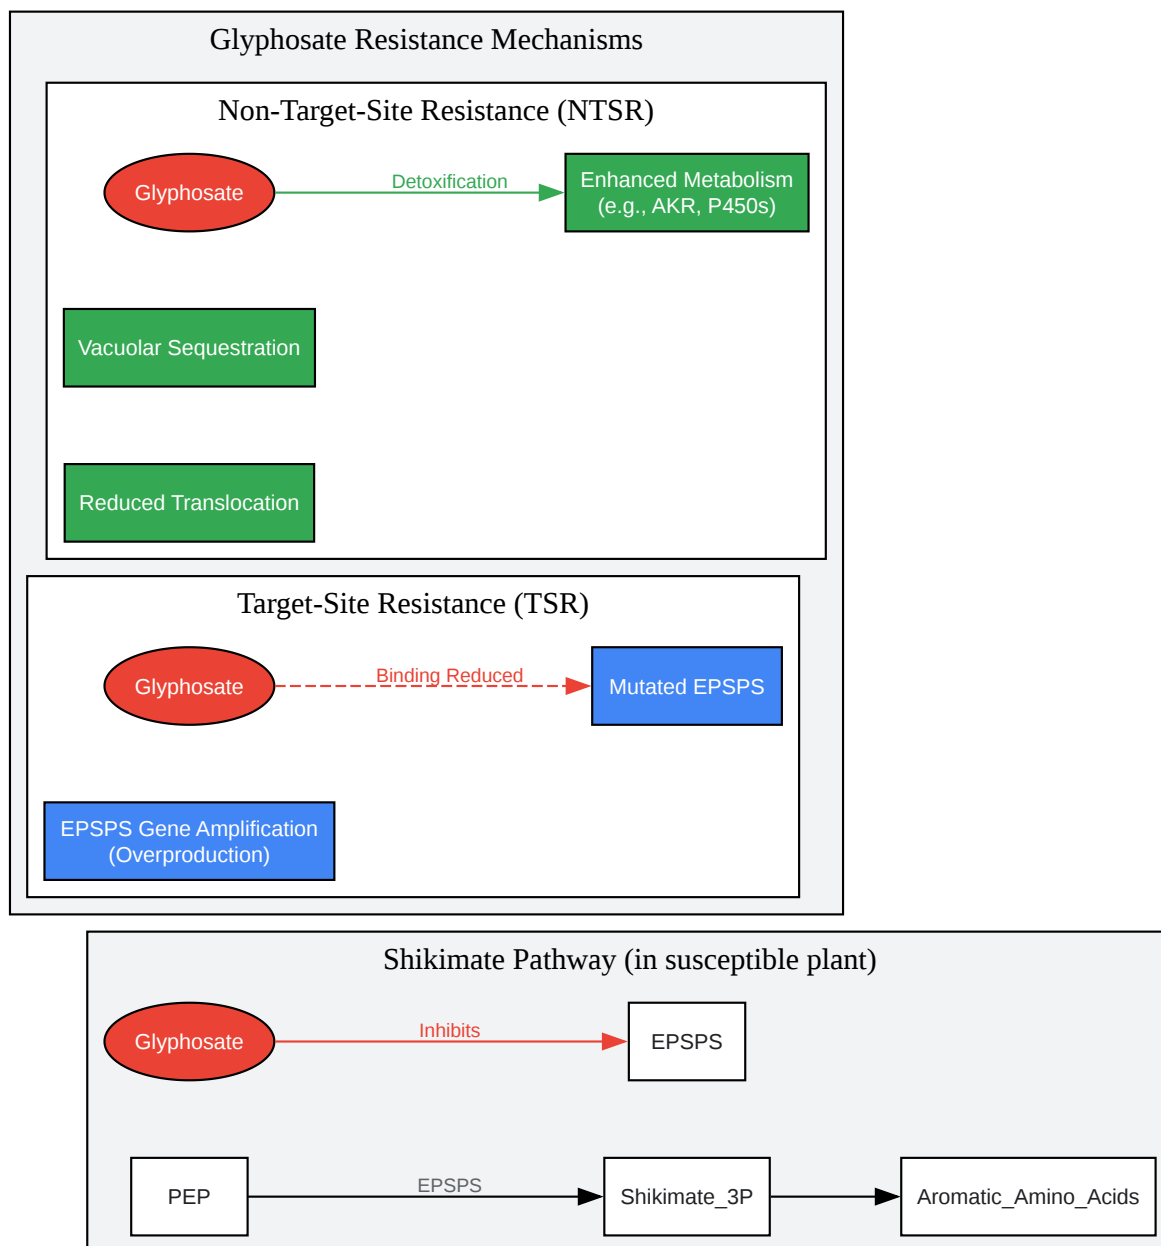 Glyphosate Resistance Mechanisms
Non-Target-Site Resistance (NTSR)
Glyphosate
Detoxification
Enhanced Metabolism
(e.g., AKR, P450s)
Vacuolar Sequestration
Reduced Translocation
Target-Site Resistance (TSR)
Glyphosate
Binding Reduced
Mutated EPSPS
EPSPS Gene Amplification
(Overproduction)
Shikimate Pathway (in susceptible plant)
Glyphosate
Inhibits
EPSPS
PEP
EPSPS
Shikimate_3P
Aromatic_Amino_Acids